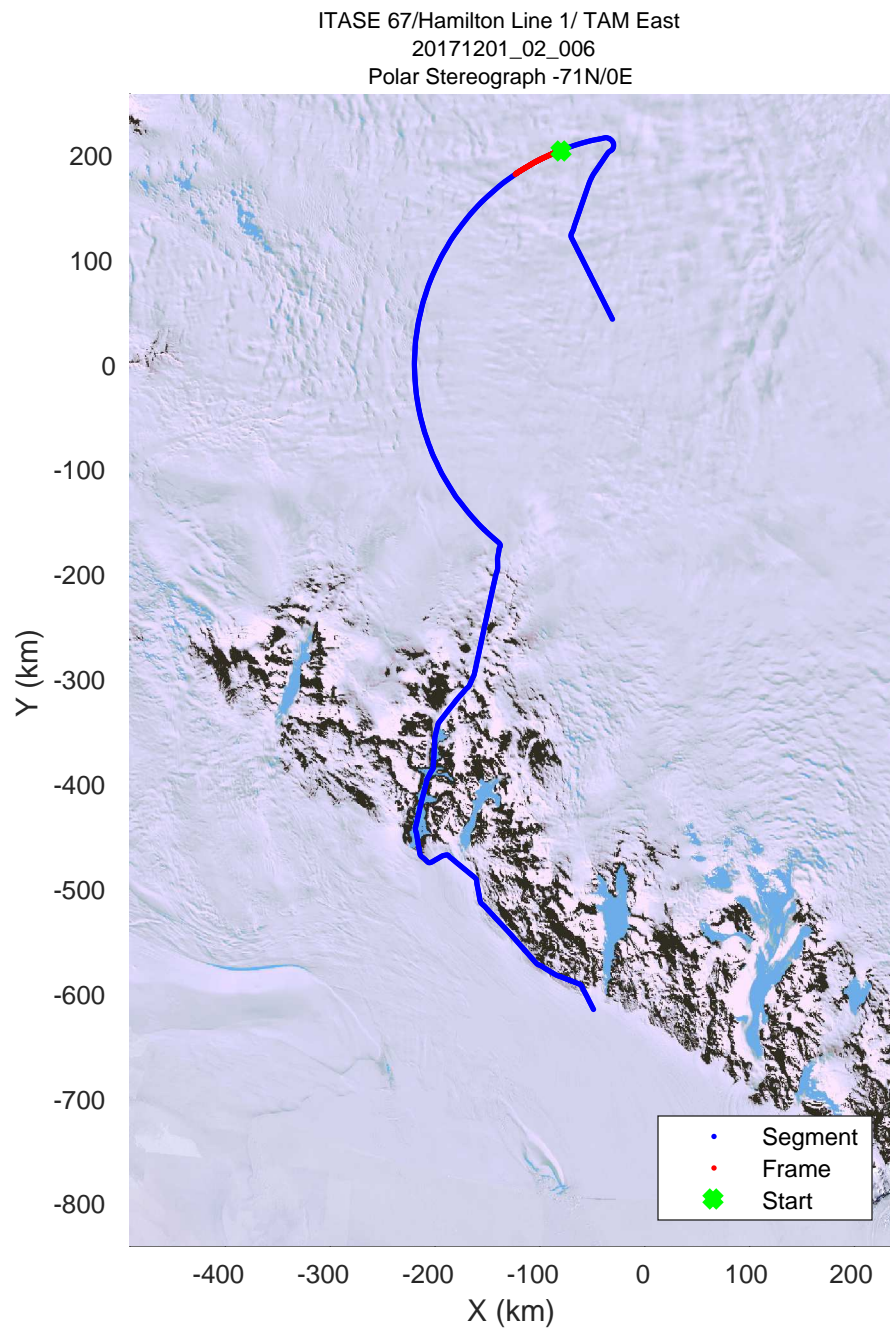 ITASE 67/Hamilton Line 1/ TAM East
20171201_02_006
Polar Stereograph -71N/0E
200
100
0
-100
-200
-300
-400
-500
-600
-700
-800
Y (km)
Segment
Frame
Start
-400
-300
-200
-100
0
100
200
X (km)